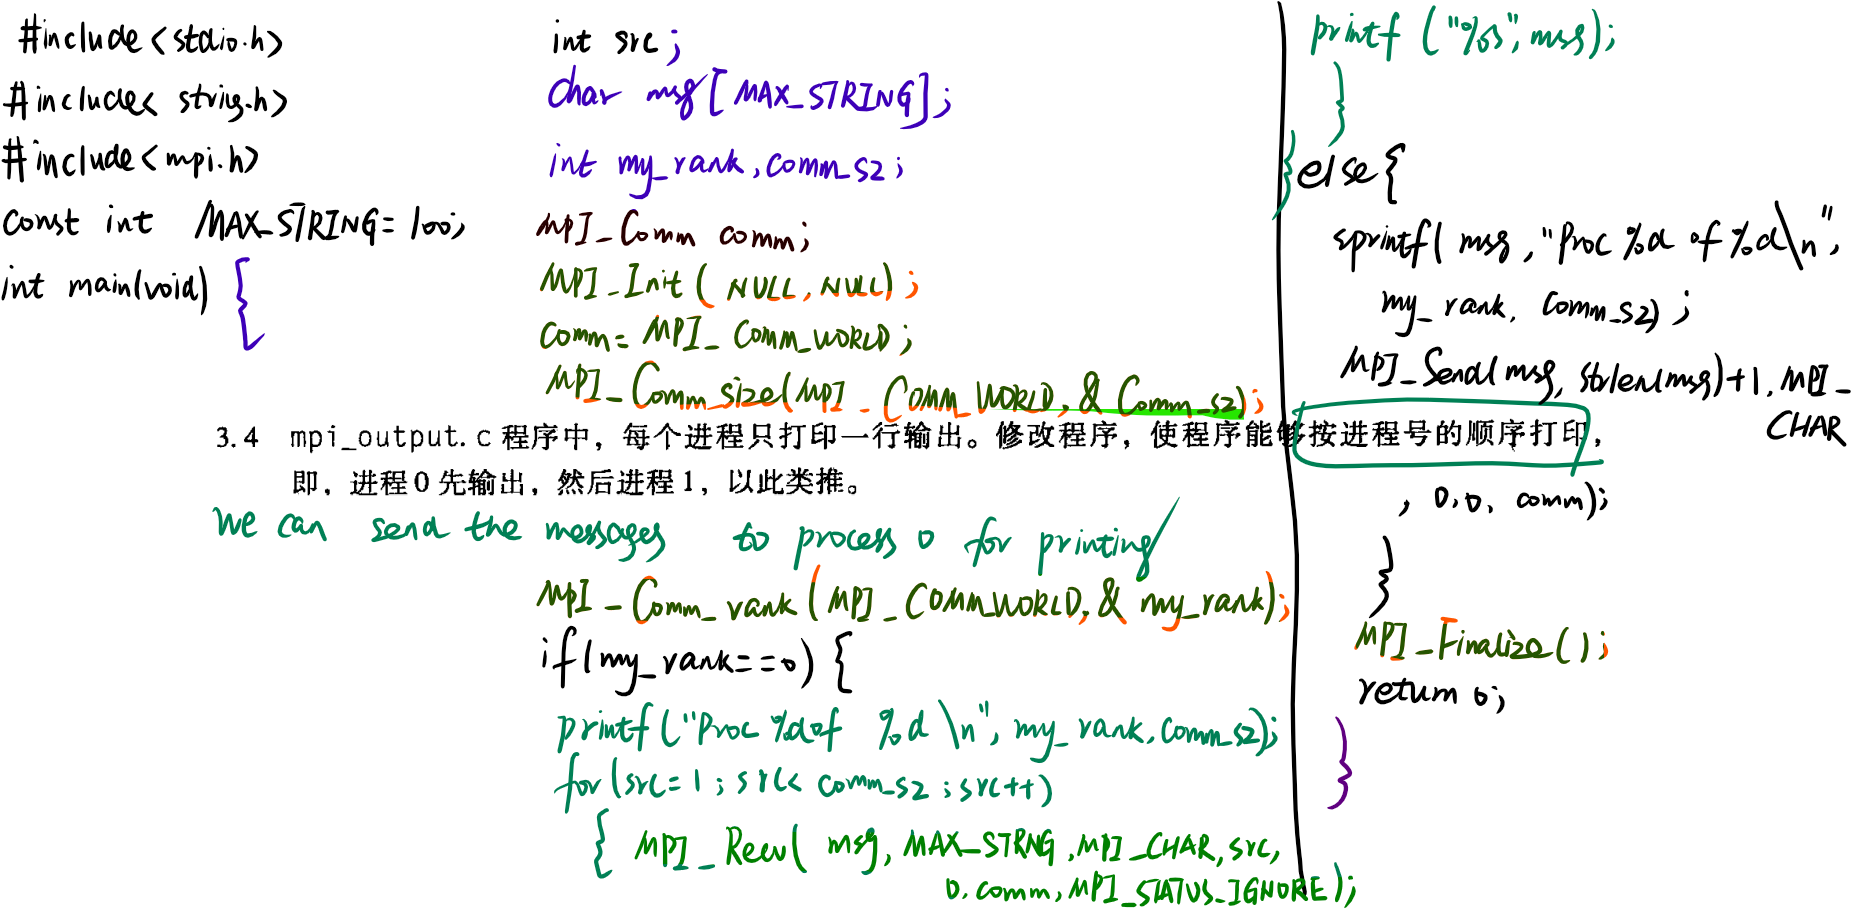 #include<stdio.h>
#include<string.h>
#include<mpi.h>
const int MAX_STRING=100;
int main(void) {
int src;
char msg[MAX_STRING];
int my_rank,comm_sz;
MPI_Comm comm;
MPI_Init(NULL,NULL);
comm=MPI_COMM_WORLD;
MPI_Comm_size(MPI_COMM_WORLD,&Comm_sz);
3.4 mpi_output.c程序中，每个进程只打印一行输出。修改程序，使程序能够按进程号的顺序打印，
即，进程0先输出，然后进程1，以此类推。
we can send the messages to process 0 for printing
MPI_Comm_rank(MPI_COMM_WORLD,&my_rank);
if(my_rank==0) {
printf("Proc %dof %d \n",my_rank,comm_sz);
for(src=1;src<comm_sz;src++)
{ MPI_Recv(msg,MAX_STRNG,MPI_CHAR,src,
0,comm,MPI_STATUS_IGNORE);
printf("%s",msg);
}
}else{
sprintf(msg,"Proc %d of %d\n",
my_rank,comm_sz);
MPI_Send(msg,strlen(msg)+1,MPI_
CHAR
,0,0,comm);
}
MPI_Finalize();
return 0;
}